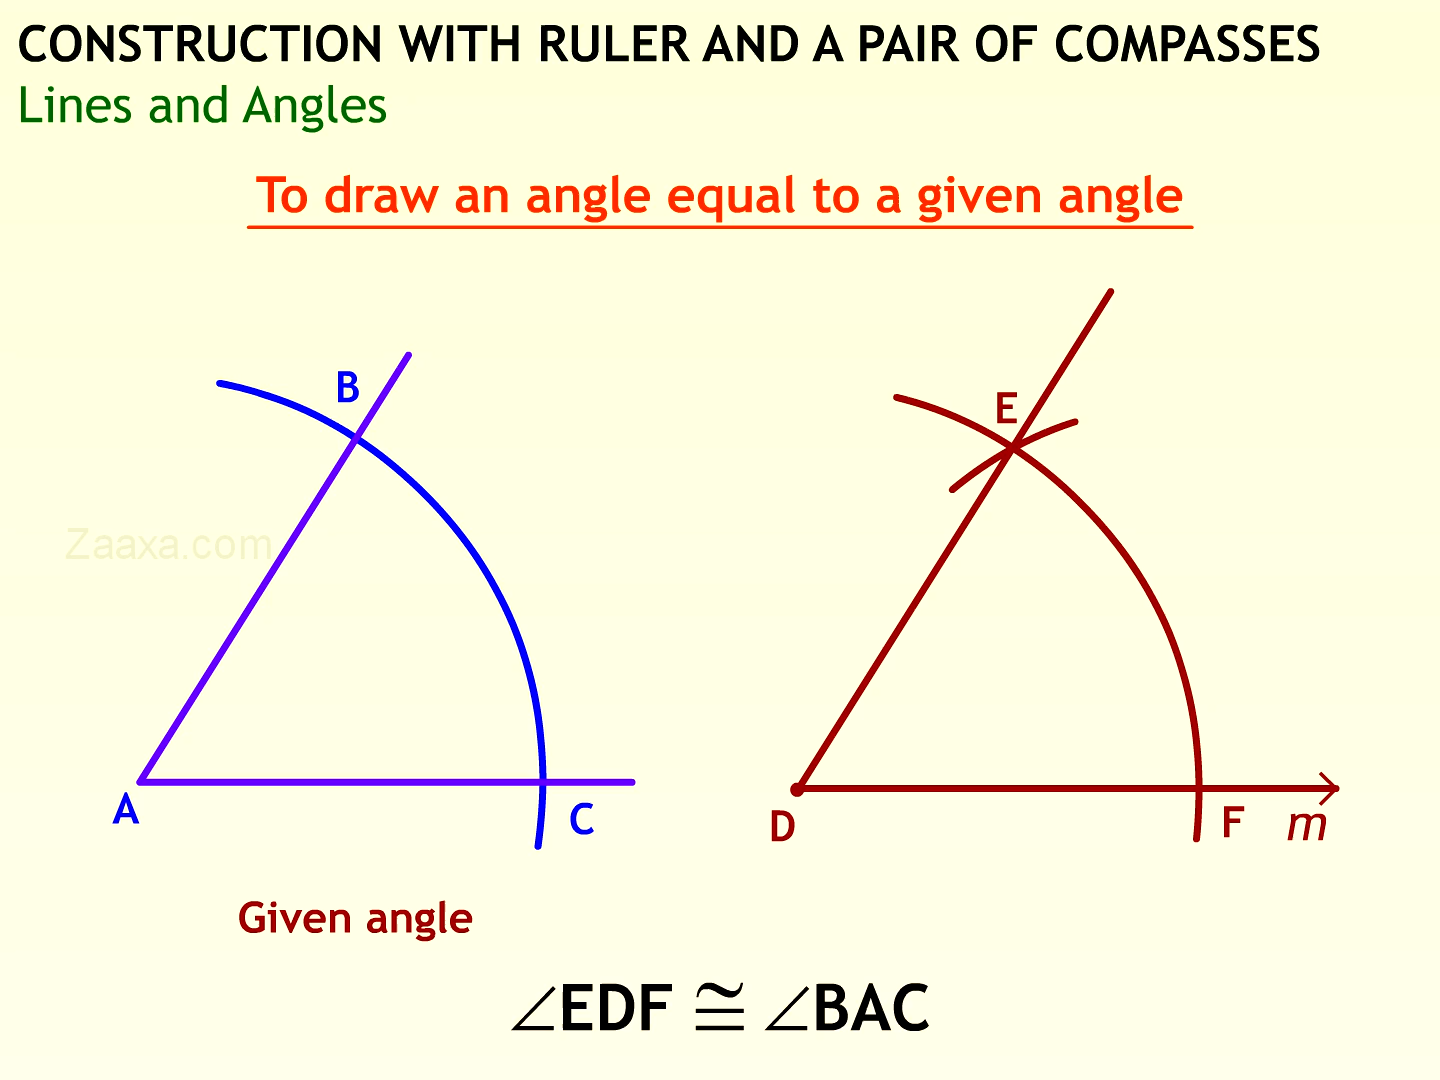 CONSTRUCTION WITH RULER AND A PAIR OF COMPASSES
Lines and Angles
To draw an angle equal to a given angle
B
E
Zaaxa.com
A
C
D
F
m
Given angle
∠EDF ≅ ∠BAC